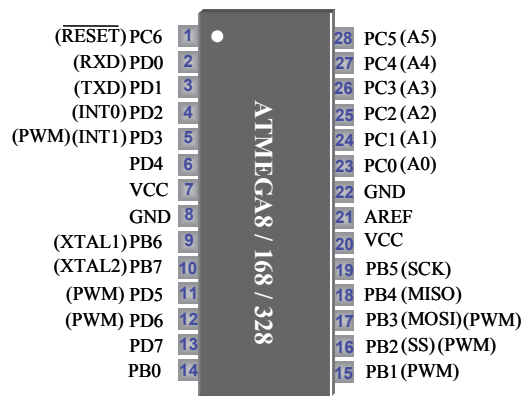 (RESET) PC6 1
(RXD) PD0 2
(TXD) PD1 3
(INT0) PD2 4
(PWM)(INT1) PD3 5
PD4 6
VCC 7
GND 8
(XTAL1) PB6 9
(XTAL2) PB7 10
(PWM) PD5 11
(PWM) PD6 12
PD7 13
PB0 14
ATMEGA8 / 168 / 328
28 PC5 (A5)
27 PC4 (A4)
26 PC3 (A3)
25 PC2 (A2)
24 PC1 (A1)
23 PC0 (A0)
22 GND
21 AREF
20 VCC
19 PB5 (SCK)
18 PB4 (MISO)
17 PB3 (MOSI) (PWM)
16 PB2 (SS) (PWM)
15 PB1 (PWM)